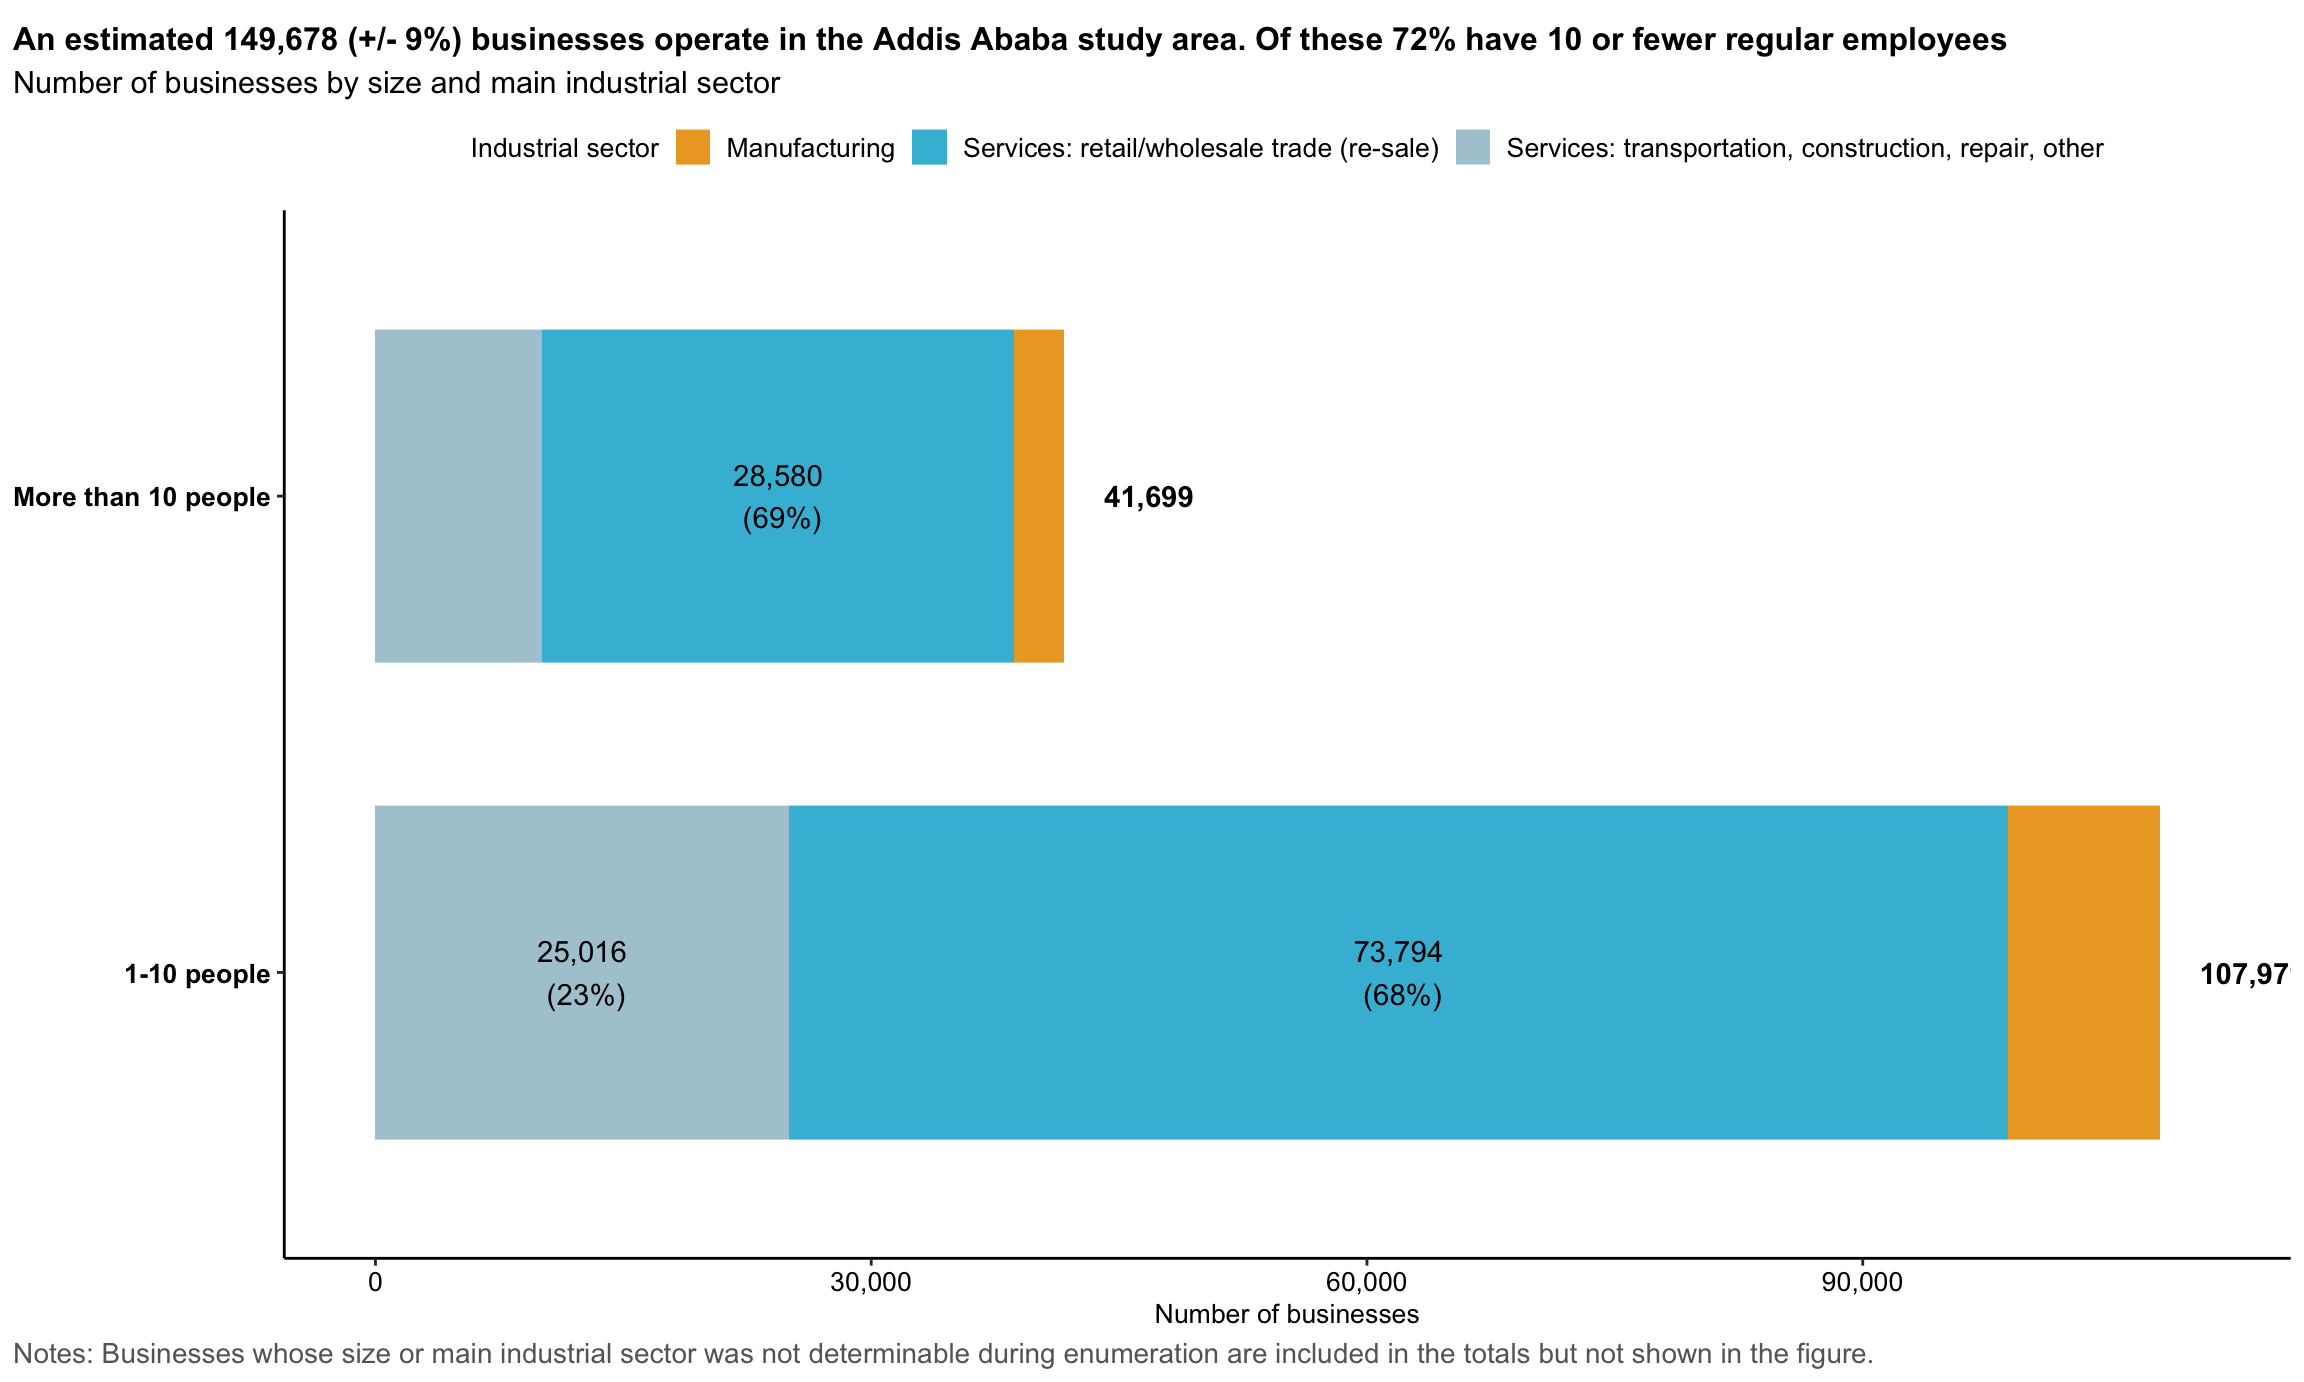 An estimated 149,678 (+/- 9%) businesses operate in the Addis Ababa study area. Of these 72% have 10 or fewer regular employees
Number of businesses by size and main industrial sector
Industrial sector Manufacturing Services: retail/wholesale trade (re-sale) Services: transportation, construction, repair, other
28,580
(69%)
More than 10 people
41,699
25,016
(23%)
73,794
(68%)
1-10 people
107,97
0 30,000 60,000 90,000
Number of businesses
Notes: Businesses whose size or main industrial sector was not determinable during enumeration are included in the totals but not shown in the figure.